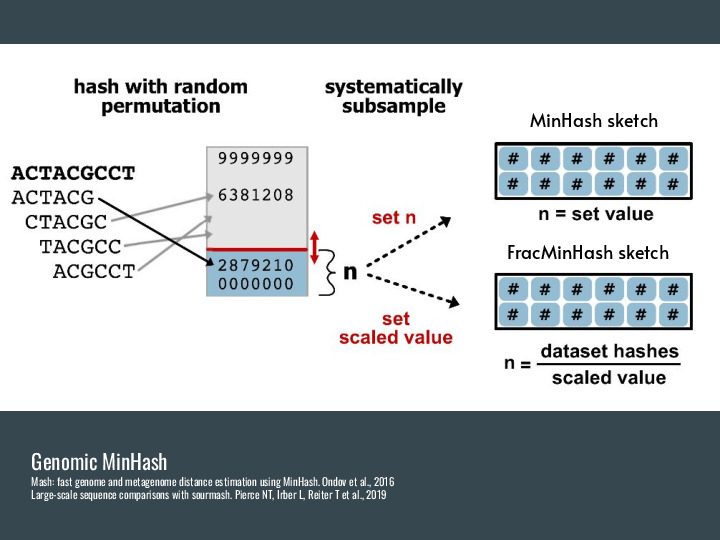 hash with random
permutation
systematically
subsample
ACTACGCCT
ACTACG
CTACGC
TACGCC
ACGCCT
9999999
6381208
2879210
0000000
n
set n
set
scaled value
MinHash sketch
# # # # # #
# # # # # #
n = set value
FracMinHash sketch
# # # # # #
# # # # # #
n = dataset hashes
scaled value
Genomic MinHash
Mash: fast genome and metagenome distance estimation using MinHash. Ondov et al., 2016
Large-scale sequence comparisons with sourmash. Pierce NT, Irber L, Reiter T et al., 2019